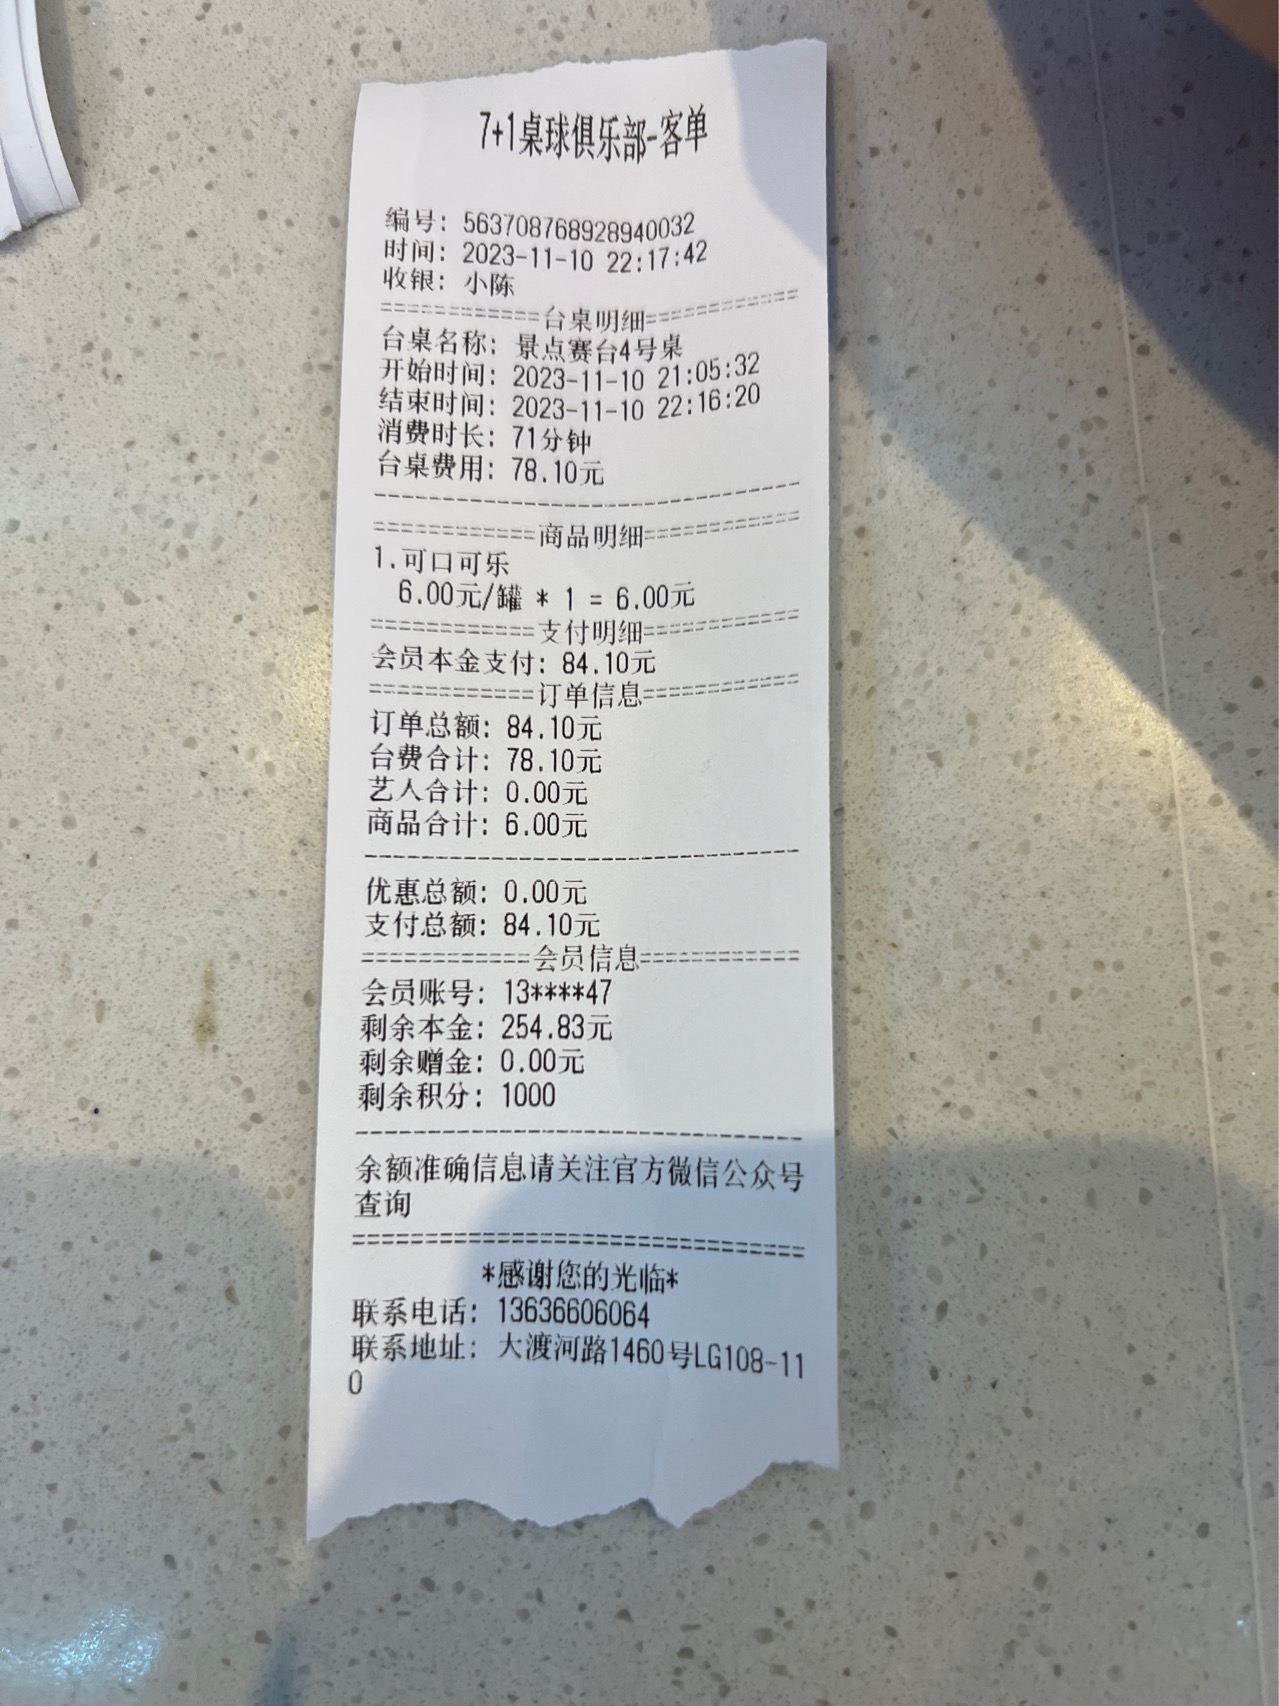 7+1桌球俱乐部-客单
编号: 563708768928940032
时间: 2023-11-10 22:17:42
收银: 小陈
============台桌明细============
台桌名称: 景点赛台4号桌
开始时间: 2023-11-10 21:05:32
结束时间: 2023-11-10 22:16:20
消费时长: 71分钟
台桌费用: 78.10元
--------------------------------
============商品明细============
1.可口可乐
6.00元/罐 * 1 = 6.00元
============支付明细============
会员本金支付: 84.10元
============订单信息============
订单总额: 84.10元
台费合计: 78.10元
艺人合计: 0.00元
商品合计: 6.00元
--------------------------------
优惠总额: 0.00元
支付总额: 84.10元
============会员信息============
会员账号: 13****47
剩余本金: 254.83元
剩余赠金: 0.00元
剩余积分: 1000
--------------------------------
余额准确信息请关注官方微信公众号
查询
================================
*感谢您的光临*
联系电话: 13636606064
联系地址: 大渡河路1460号LG108-11
0